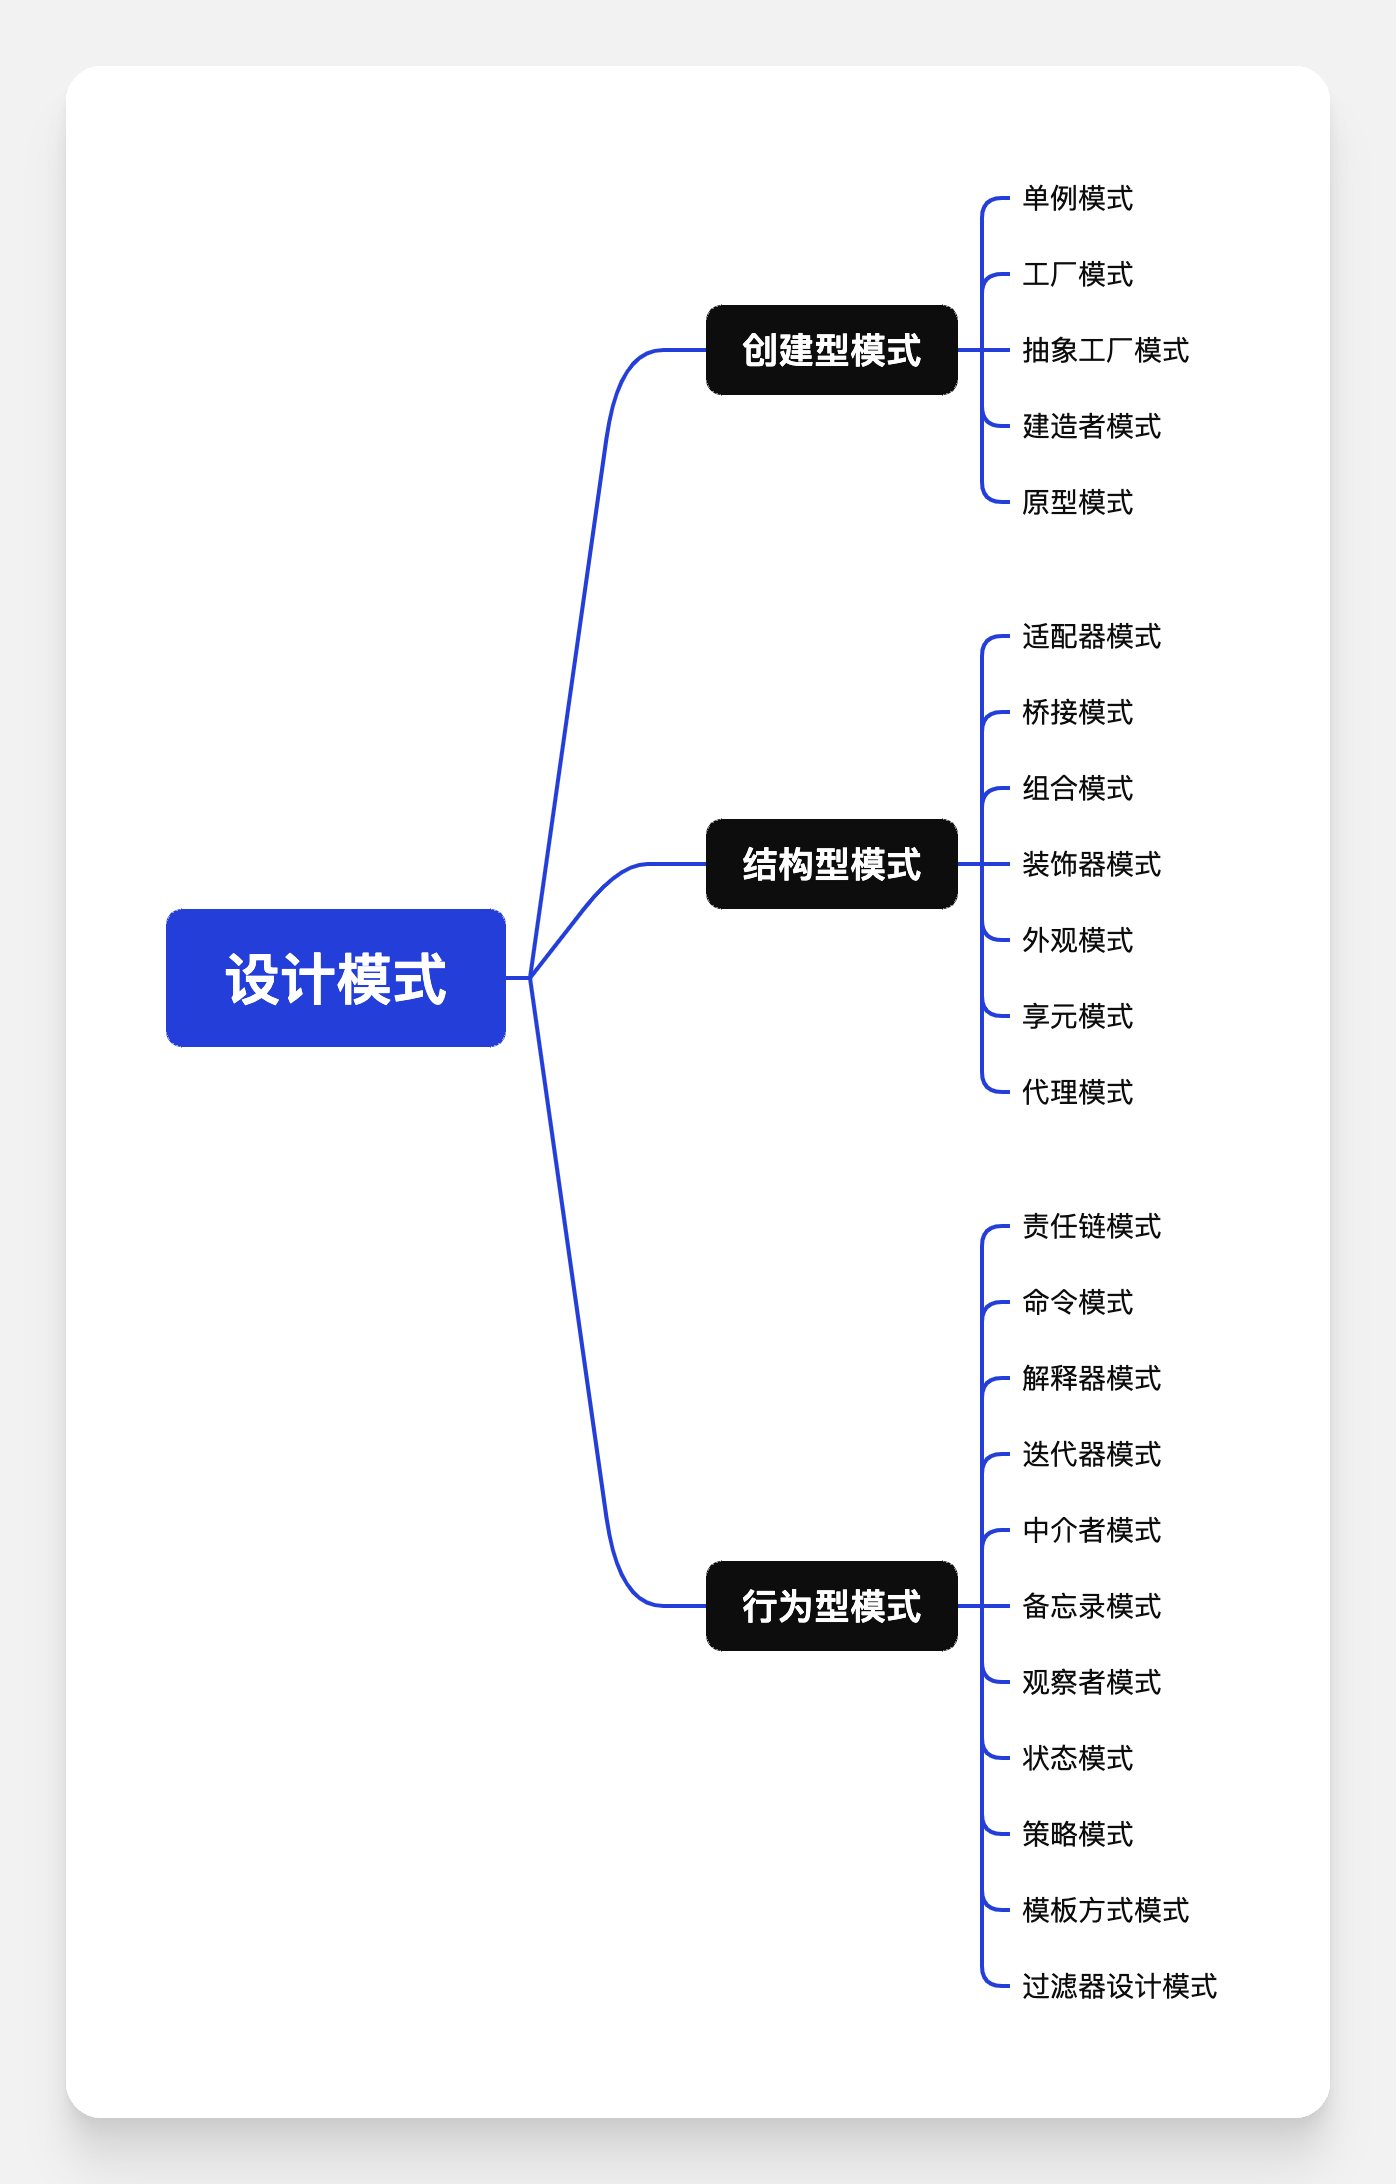 设计模式
创建型模式
单例模式
工厂模式
抽象工厂模式
建造者模式
原型模式
结构型模式
适配器模式
桥接模式
组合模式
装饰器模式
外观模式
享元模式
代理模式
行为型模式
责任链模式
命令模式
解释器模式
迭代器模式
中介者模式
备忘录模式
观察者模式
状态模式
策略模式
模板方式模式
过滤器设计模式